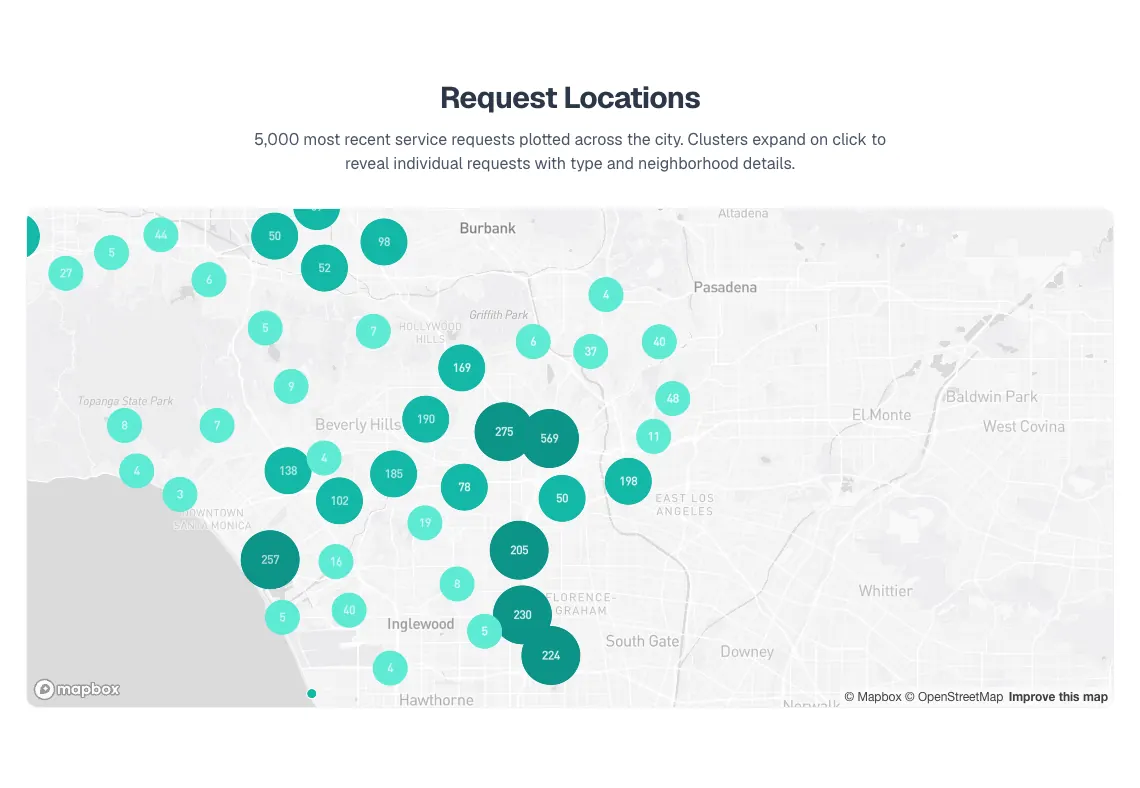 Request Locations
5,000 most recent service requests plotted across the city. Clusters expand on click to
reveal individual requests with type and neighborhood details.
Altadena
Burbank
44
50
98
5
52
27
6
Pasadena
4
Griffith Park
5
7
HOLLYWOOD
HILLS
6
37
40
169
9
Topanga State Park
48
Baldwin Park
8
7
Beverly Hills
190
275
569
11
El Monte
West Covina
4
138
4
185
78
198
3
102
50
EAST LOS
ANGELES
DOWNTOWN
SANTA MONICA
19
205
257
16
8
Whittier
5
40
Inglewood
5
230
FLORENCE-
GRAHAM
South Gate
224
Downey
4
Hawthorne
Norwalk
mapbox
© Mapbox © OpenStreetMap Improve this map